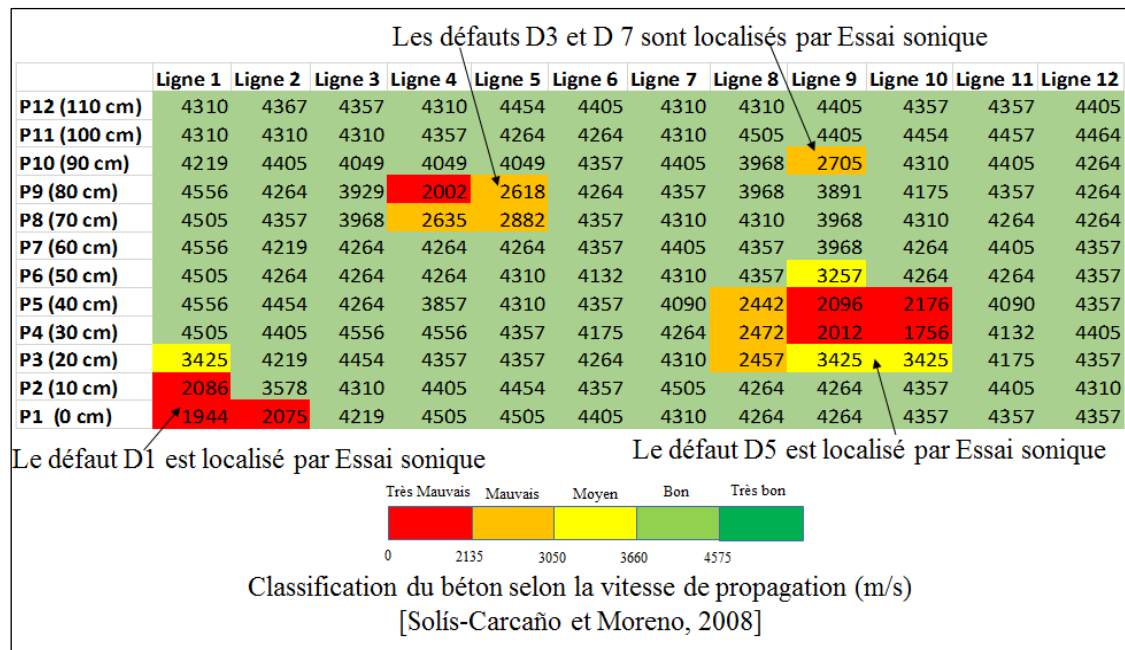 Les défauts D3 et D 7 sont localisés par Essai sonique
Ligne 1 Ligne 2 Ligne 3 Ligne 4 Ligne 5 Ligne 6 Ligne 7 Ligne 8 Ligne 9 Ligne 10 Ligne 11 Ligne 12
P12 (110 cm) 4310 4367 4357 4310 4454 4405 4310 4310 4405 4357 4357 4405
P11 (100 cm) 4310 4310 4310 4357 4264 4264 4310 4505 4405 4454 4457 4464
P10 (90 cm) 4219 4405 4049 4049 4049 4357 4405 3968 2705 4310 4405 4264
P9 (80 cm) 4556 4264 3929 2002 2618 4264 4357 3968 3891 4175 4357 4264
P8 (70 cm) 4505 4357 3968 2635 2882 4357 4310 4310 3968 4310 4264 4264
P7 (60 cm) 4556 4219 4264 4264 4264 4357 4405 4357 3968 4264 4405 4357
P6 (50 cm) 4505 4264 4264 4264 4310 4132 4310 4357 3257 4264 4264 4357
P5 (40 cm) 4556 4454 4264 3857 4310 4357 4090 2442 2096 2176 4090 4357
P4 (30 cm) 4505 4405 4556 4556 4357 4175 4264 2472 2012 1756 4132 4405
P3 (20 cm) 3425 4219 4454 4357 4357 4264 4310 2457 3425 3425 4175 4357
P2 (10 cm) 2086 3578 4310 4405 4454 4357 4505 4264 4264 4357 4405 4310
P1 (0 cm) 1944 2075 4219 4505 4505 4405 4310 4264 4264 4357 4357 4357
Le défaut D1 est localisé par Essai sonique
Le défaut D5 est localisé par Essai sonique
Très Mauvais Mauvais Moyen Bon Très bon
0 2135 3050 3660 4575
Classification du béton selon la vitesse de propagation (m/s)
[Solís-Carcaño et Moreno, 2008]